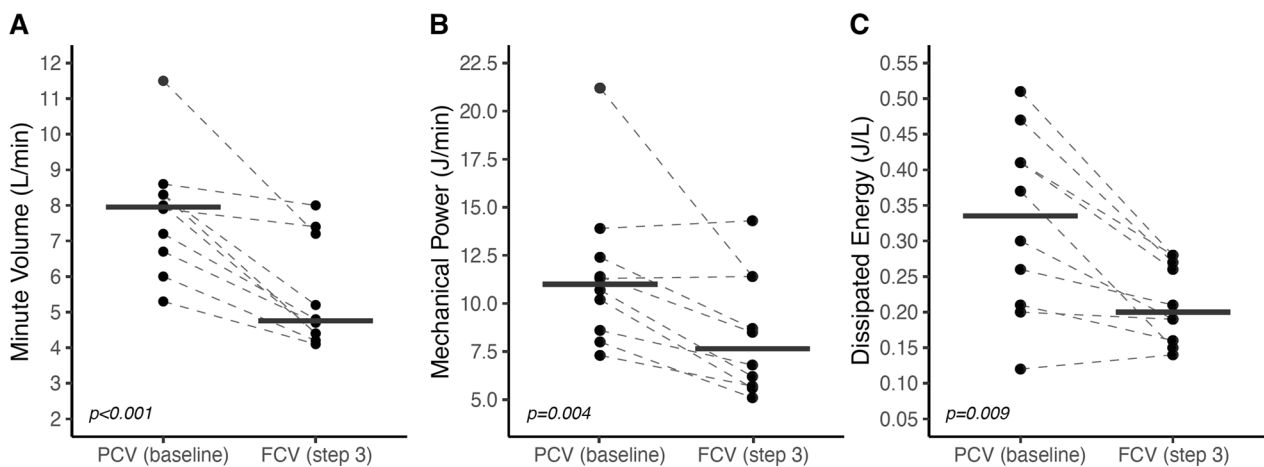 A
Minute Volume (L/min)
12
11
10
9
8
7
6
5
4
3
2
p<0.001
PCV (baseline) FCV (step 3)
B
Mechanical Power (J/min)
22.5
20.0
17.5
15.0
12.5
10.0
7.5
5.0
p=0.004
PCV (baseline) FCV (step 3)
C
Dissipated Energy (J/L)
0.55
0.50
0.45
0.40
0.35
0.30
0.25
0.20
0.15
0.10
0.05
p=0.009
PCV (baseline) FCV (step 3)